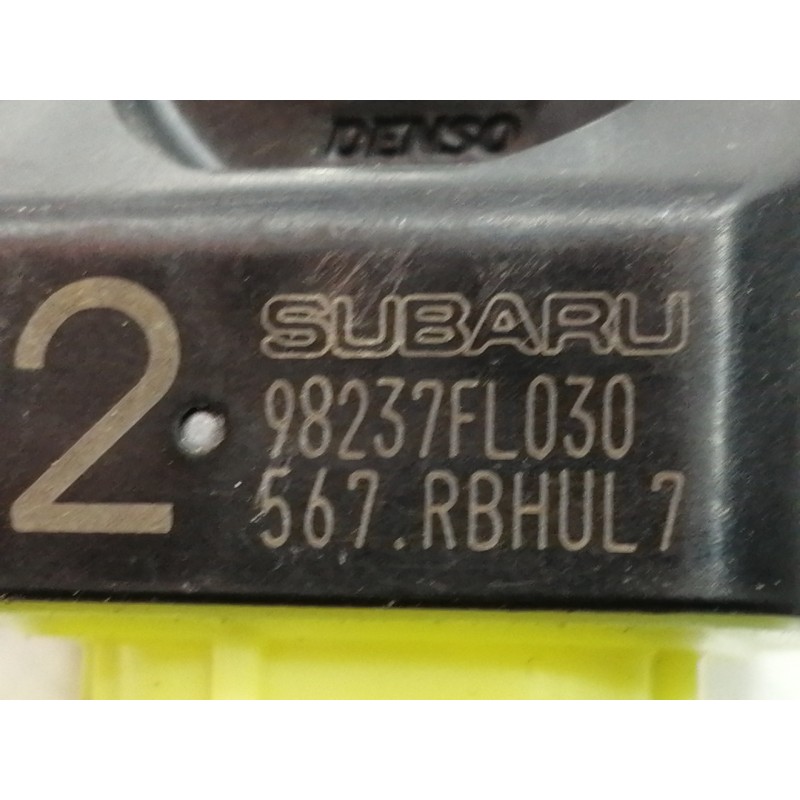 DENSO
2
SUBARU
98237FL030
567.RBHUL7